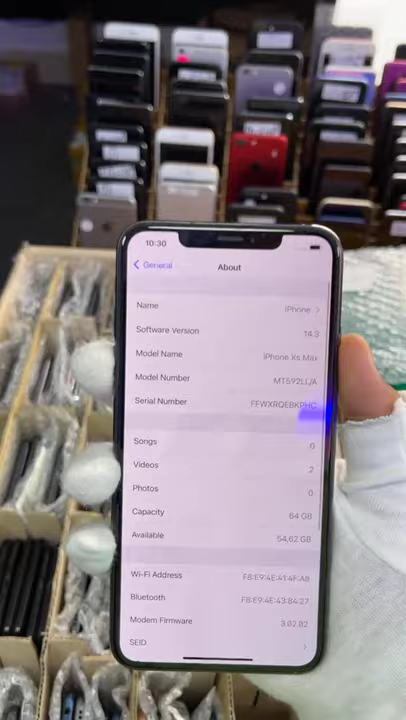 10:30
General
About
Name iPhone
Software Version 14.3
Model Name iPhone Xs Max
Model Number MT592LL/A
Serial Number FFWXRQEBKPHC
Songs 0
Videos 2
Photos 0
Capacity 64 GB
Available 54,62 GB
Wi-Fi Address F8:E9:4E:41:4F:A8
Bluetooth F8:E9:4E:43:84:27
Modem Firmware 3.02.02
SEID